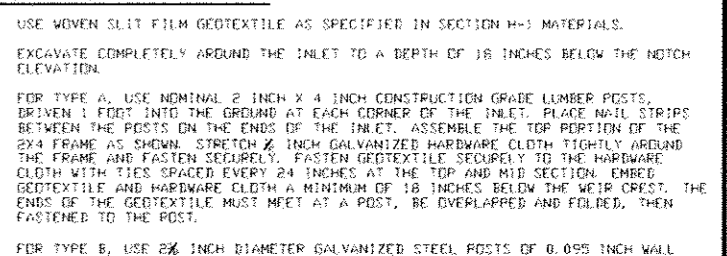 USE WOVEN SLIT FILM GEOTEXTILE AS SPECIFIED IN SECTION H-1 MATERIALS.
EXCAVATE COMPLETELY AROUND THE INLET TO A DEPTH OF 18 INCHES BELOW THE NOTCH
ELEVATION.
FOR TYPE A, USE NOMINAL 2 INCH X 4 INCH CONSTRUCTION GRADE LUMBER POSTS,
DRIVEN 1 FOOT INTO THE GROUND AT EACH CORNER OF THE INLET. PLACE NAIL STRIPS
BETWEEN THE POSTS ON THE ENDS OF THE INLET. ASSEMBLE THE TOP PORTION OF THE
2X4 FRAME AS SHOWN. STRETCH INCH GALVANIZED HARDWARE CLOTH TIGHTLY AROUND
THE FRAME AND FASTEN SECURELY. FASTEN GEOTEXTILE SECURELY TO THE HARDWARE
CLOTH WITH TIES SPACED EVERY 24 INCHES AT THE TOP AND MID SECTION. EMBED
GEOTEXTILE AND HARDWARE CLOTH A MINIMUM OF 18 INCHES BELOW THE WEIR CREST. THE
ENDS OF THE GEOTEXTILE MUST MEET AT A POST, BE OVERLAPPED AND FOLDED, THEN
FASTENED TO THE POST.
FOR TYPE B, USE INCH DIAMETER GALVANIZED STEEL POSTS OF 0.095 INCH WALL